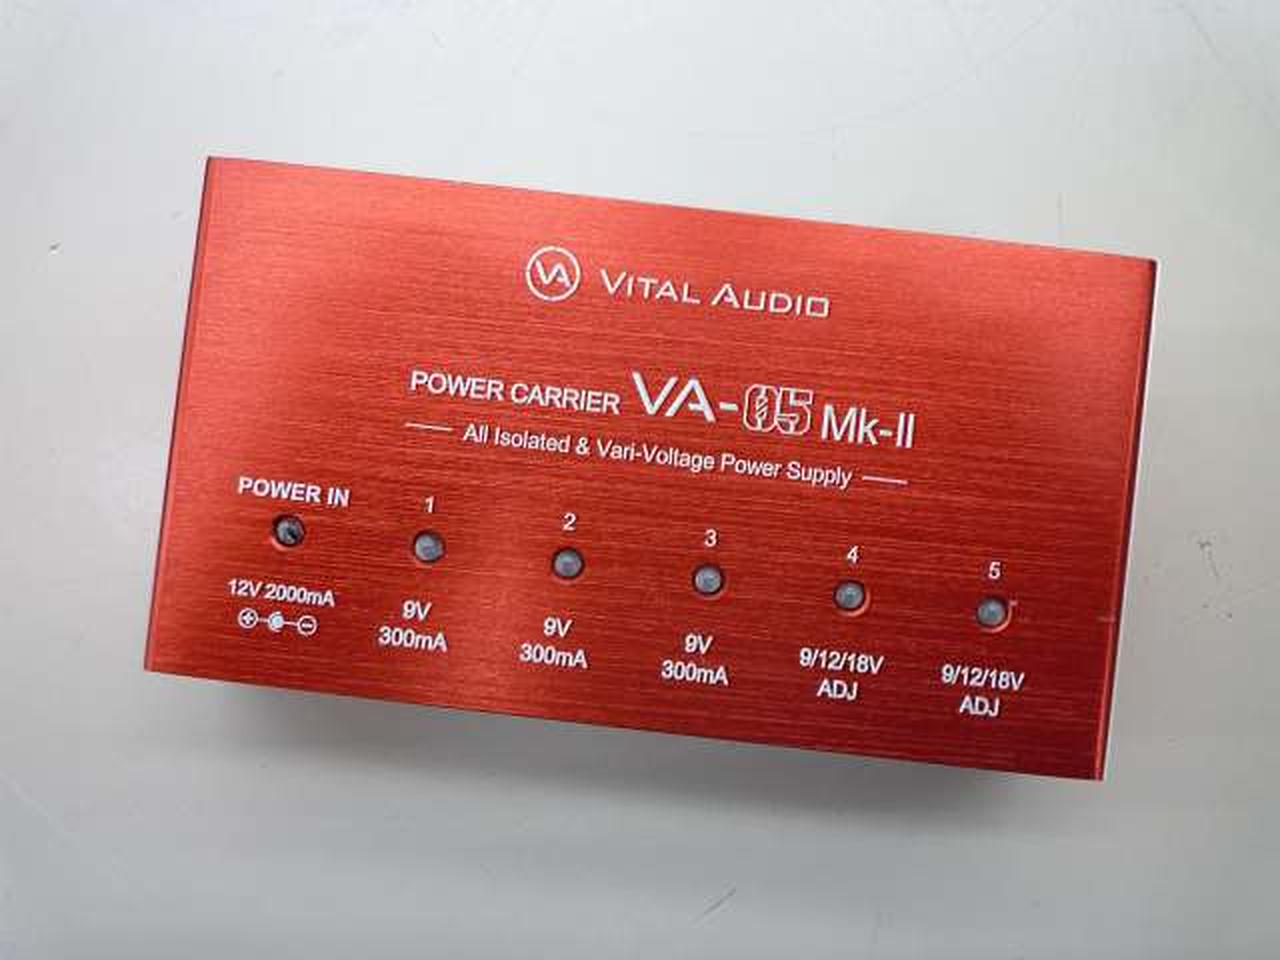 VA VITAL AUDIO
POWER CARRIER VA-05 Mk-II
All Isolated & Vari-Voltage Power Supply
POWER IN 1 2 3 4 5
12V 2000mA 9V 9V 9V 9/12/18V 9/12/18V
300mA 300mA 300mA ADJ ADJ